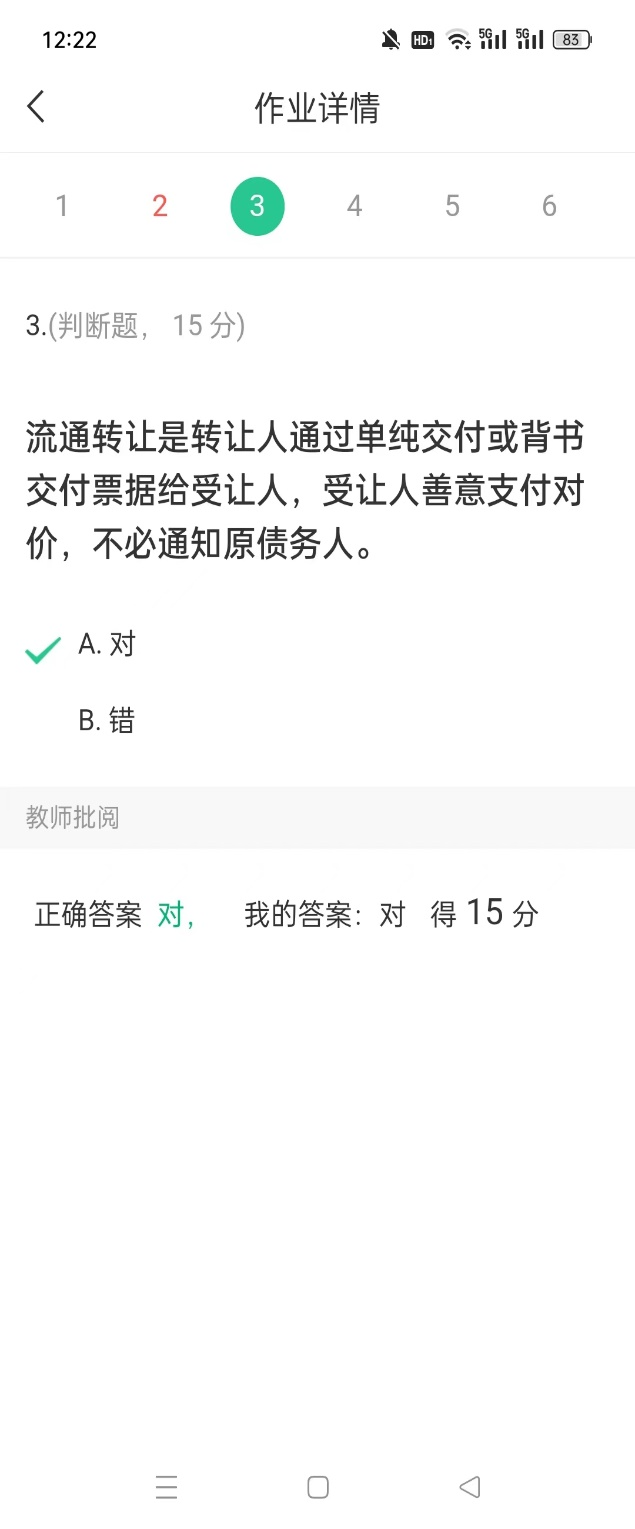 12:22
HD1 5G 5G 83
作业详情
1 2 3 4 5 6
3.(判断题， 15 分)
流通转让是转让人通过单纯交付或背书
交付票据给受让人，受让人善意支付对
价，不必通知原债务人。
A. 对
B. 错
教师批阅
正确答案 对， 我的答案：对 得 15 分